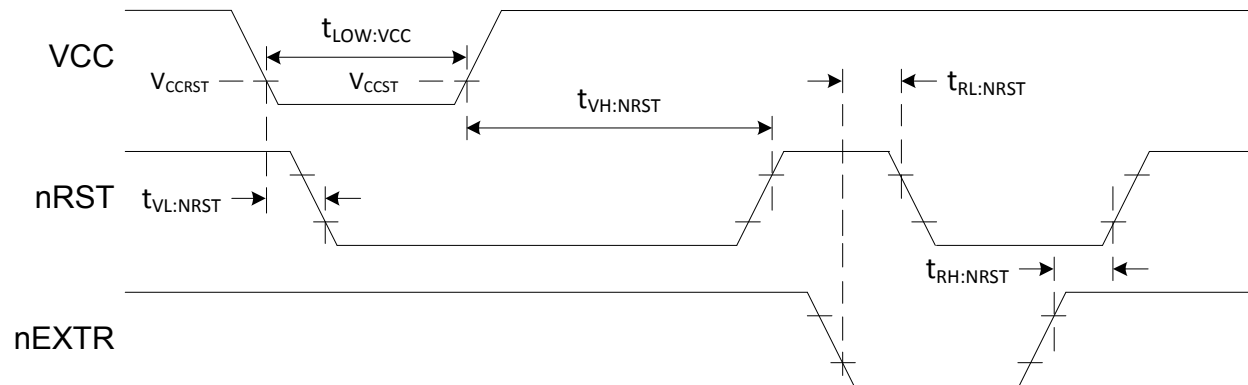 VCC
tLOW:VCC
VCCRST
VCCST
tRL:NRST
tVH:NRST
nRST
tVL:NRST
tRH:NRST
nEXTR